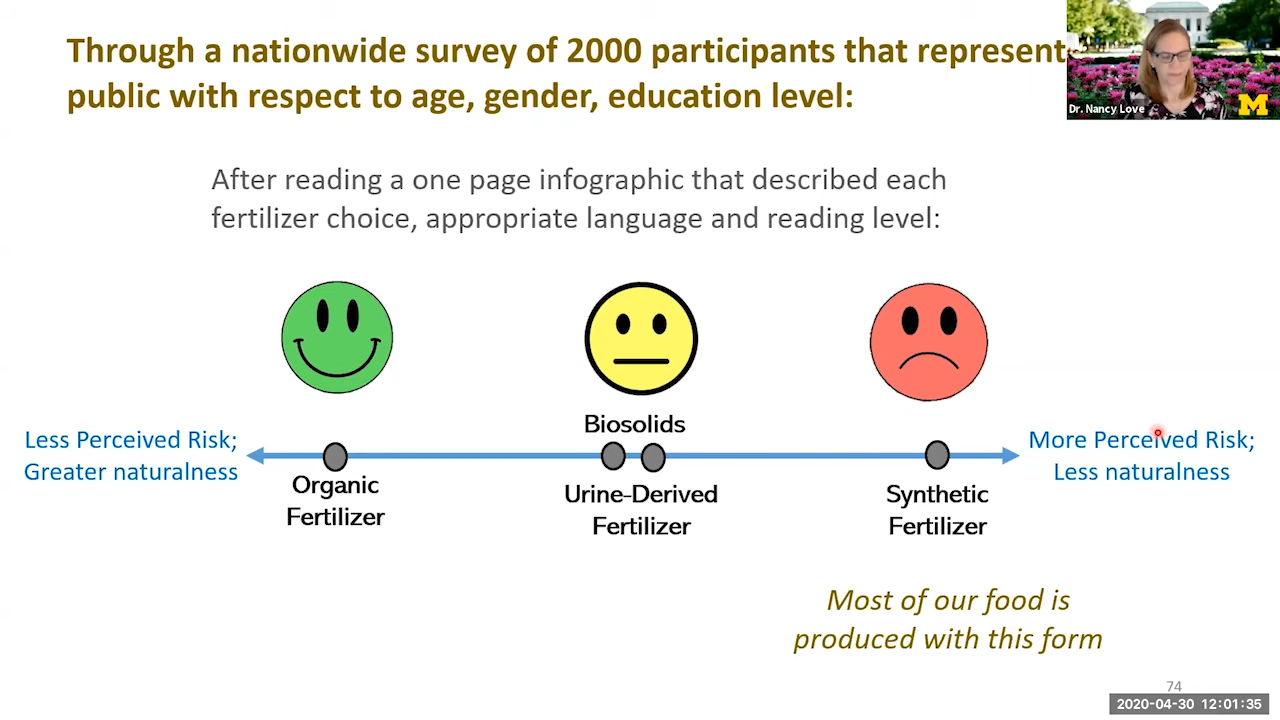 Through a nationwide survey of 2000 participants that represent
public with respect to age, gender, education level:
Dr. Nancy Love
M
After reading a one page infographic that described each
fertilizer choice, appropriate language and reading level:
Biosolids
Less Perceived Risk;
Greater naturalness
More Perceived Risk;
Less naturalness
Organic
Fertilizer
Urine-Derived
Fertilizer
Synthetic
Fertilizer
Most of our food is
produced with this form
74
2020-04-30 12:01:35